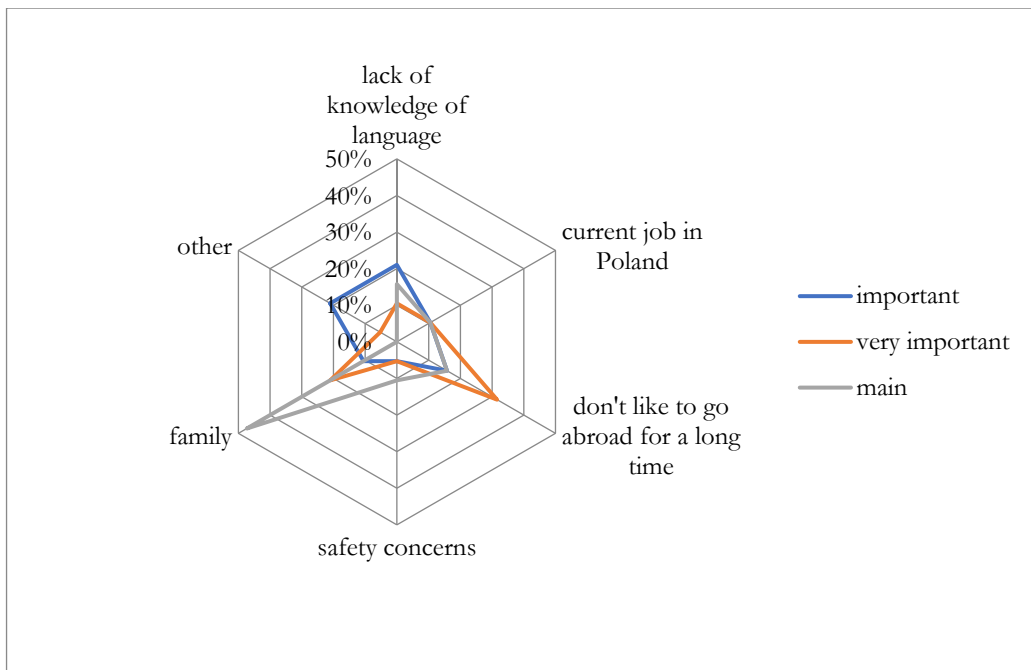 lack of
knowledge of
language
50%
40%
30%
20%
10%
0%
current job in
Poland
don't like to go
abroad for a long
time
safety concerns
family
other
important
very important
main